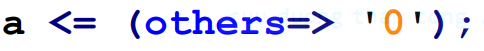 a <= (others=> '0');